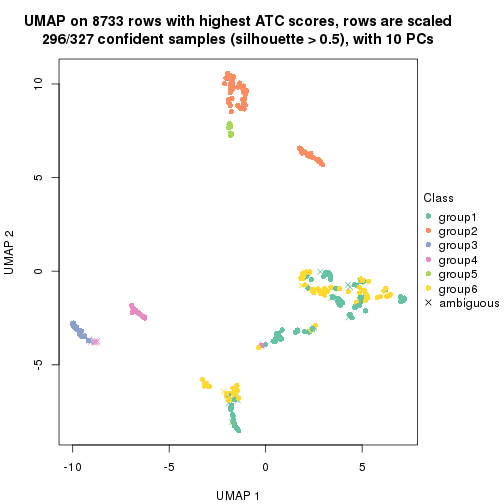 UMAP on 8733 rows with highest ATC scores, rows are scaled
296/327 confident samples (silhouette > 0.5), with 10 PCs
10
5
0
-5
UMAP 2
-10
-5
0
5
UMAP 1
Class
group1
group2
group3
group4
group5
group6
ambiguous